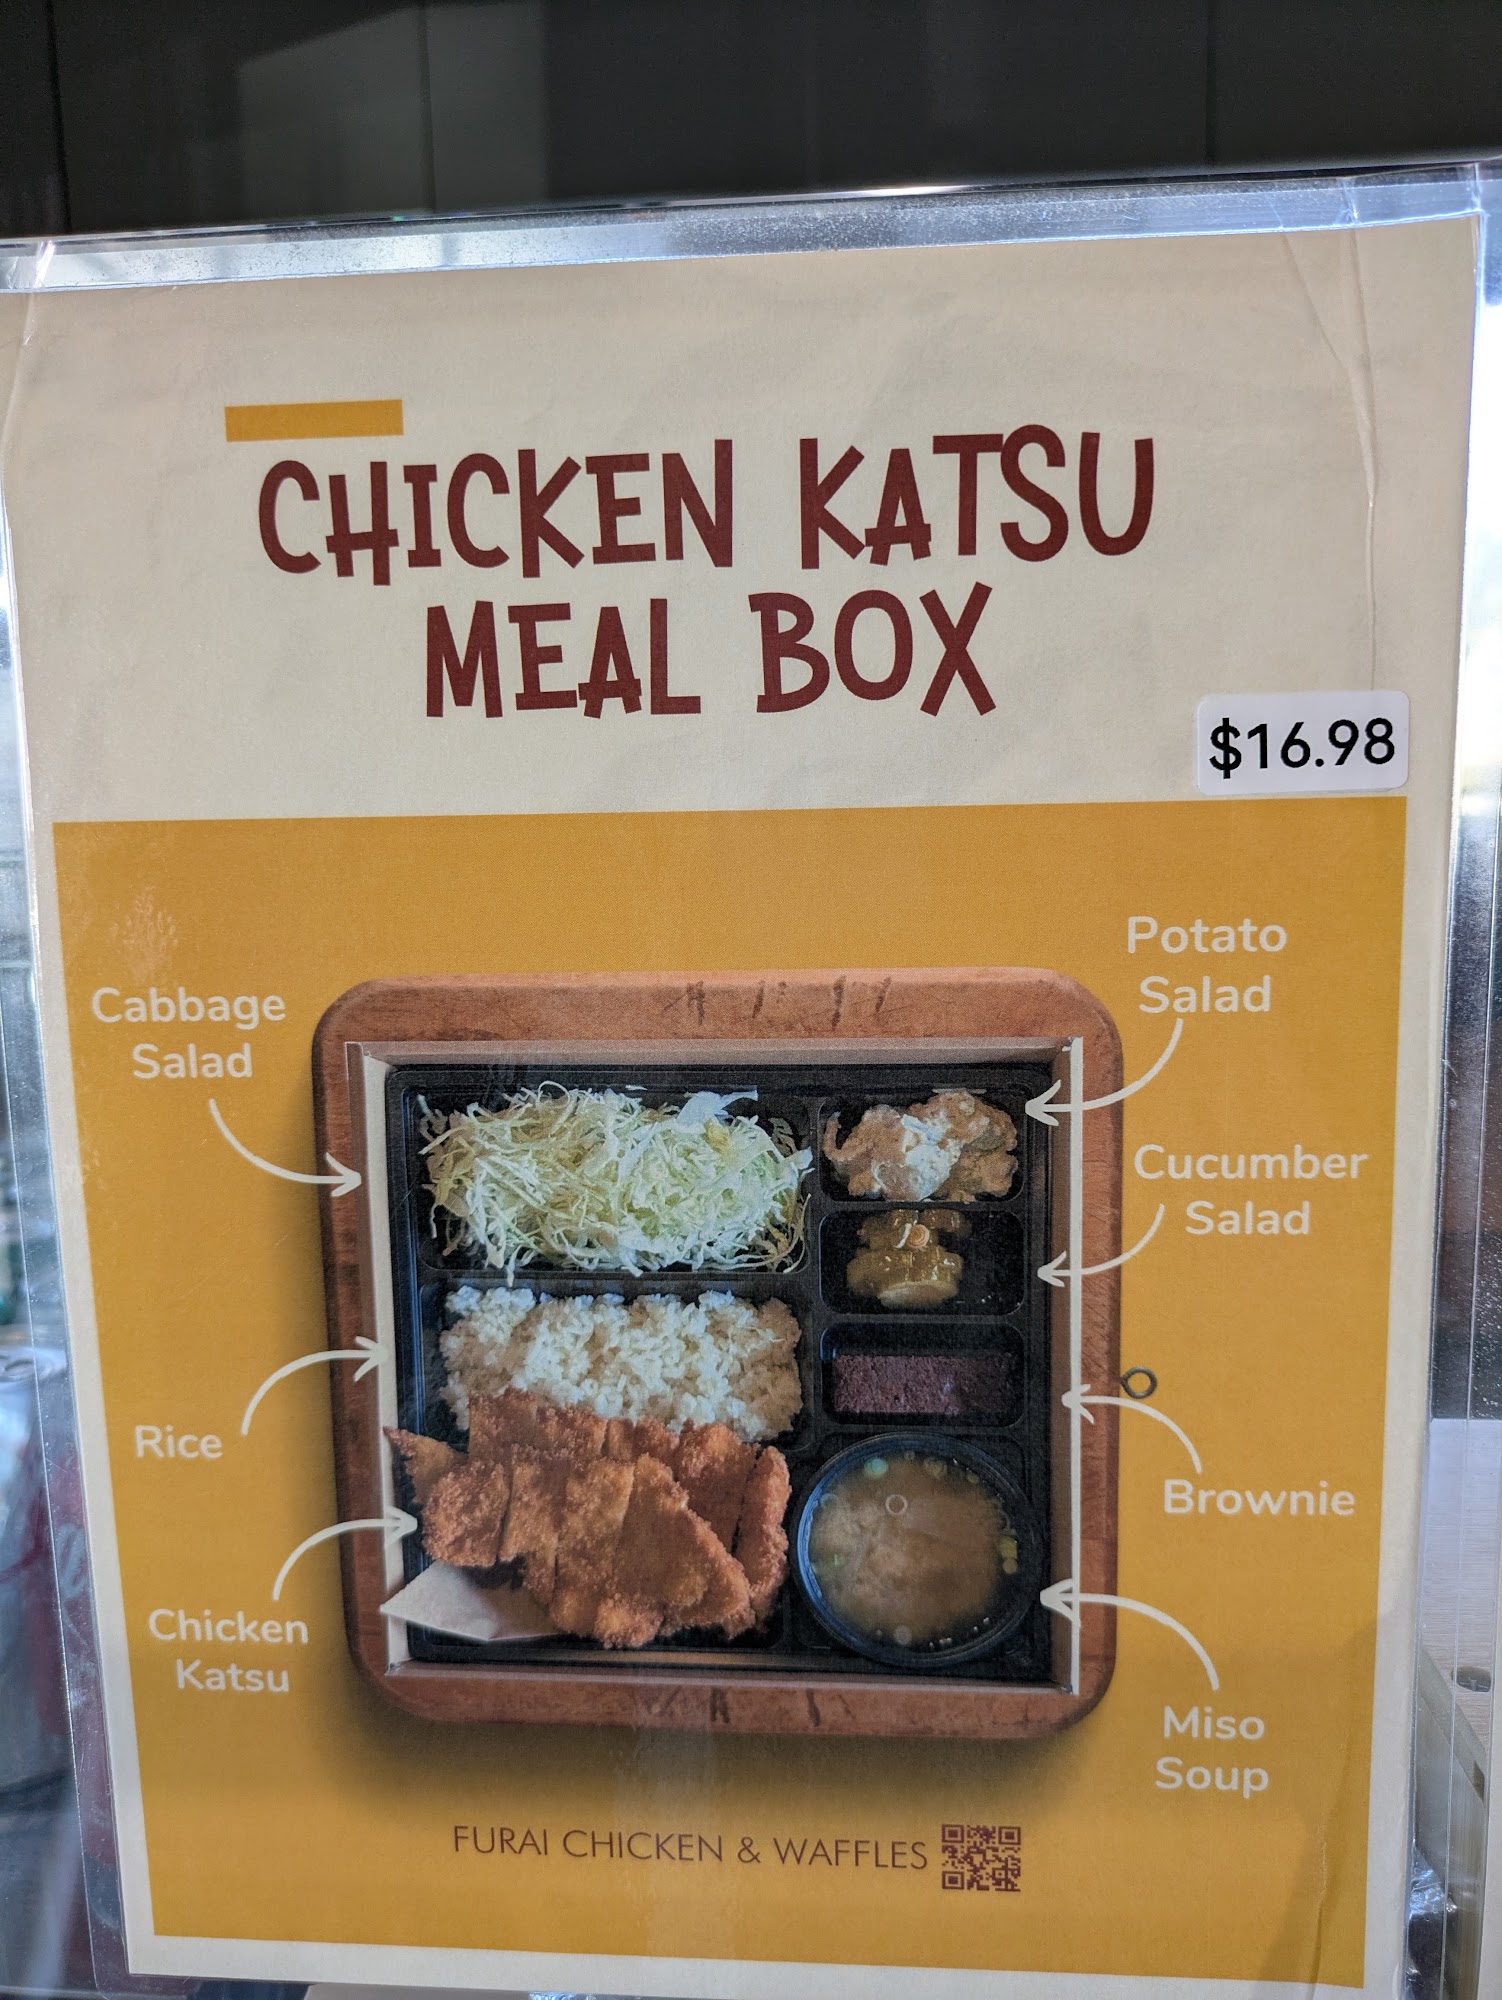 CHICKEN KATSU
MEAL BOX
$16.98
Cabbage
Salad
Rice
Chicken
Katsu
Potato
Salad
Cucumber
Salad
Brownie
Miso
Soup
FURAI CHICKEN & WAFFLES